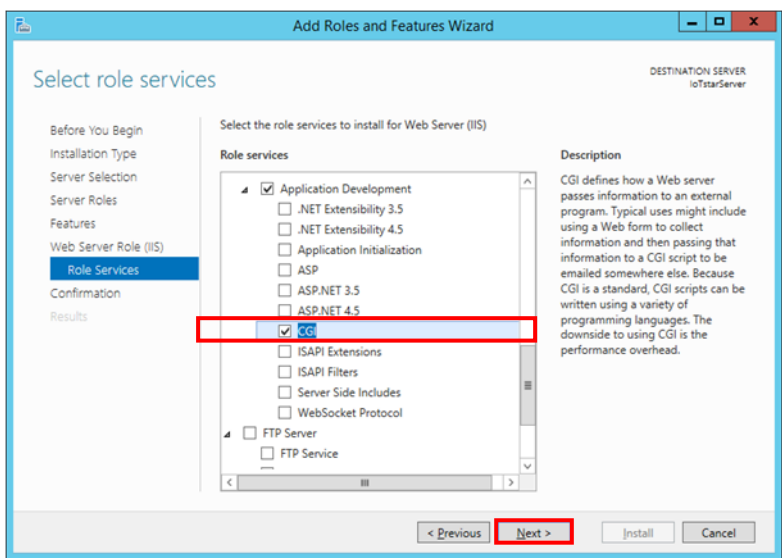 Add Roles and Features Wizard
Select role services
DESTINATION SERVER
IoTstarServer
Before You Begin
Installation Type
Server Selection
Server Roles
Features
Web Server Role (IIS)
Role Services
Confirmation
Results
Select the role services to install for Web Server (IIS)
Role services
Application Development
.NET Extensibility 3.5
.NET Extensibility 4.5
Application Initialization
ASP
ASP.NET 3.5
ASP.NET 4.5
CGI
ISAPI Extensions
ISAPI Filters
Server Side Includes
WebSocket Protocol
FTP Server
FTP Service
Description
CGI defines how a Web server
passes information to an external
program. Typical uses might include
using a Web form to collect
information and then passing that
information to a CGI script to be
emailed somewhere else. Because
CGI is a standard, CGI scripts can be
written using a variety of
programming languages. The
downside to using CGI is the
performance overhead.
< Previous
Next >
Install
Cancel